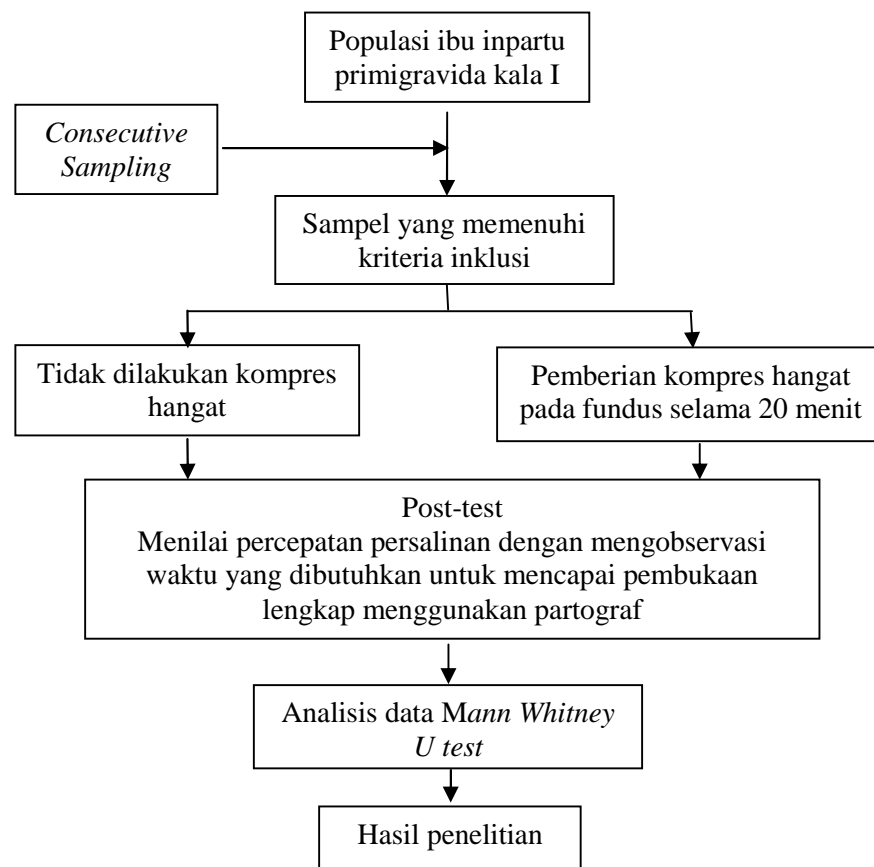 Populasi ibu inpartu
primigravida kala I
Consecutive
Sampling
Sampel yang memenuhi
kriteria inklusi
Tidak dilakukan kompres
hangat
Pemberian kompres hangat
pada fundus selama 20 menit
Post-test
Menilai percepatan persalinan dengan mengobservasi
waktu yang dibutuhkan untuk mencapai pembukaan
lengkap menggunakan partograf
Analisis data Mann Whitney
U test
Hasil penelitian